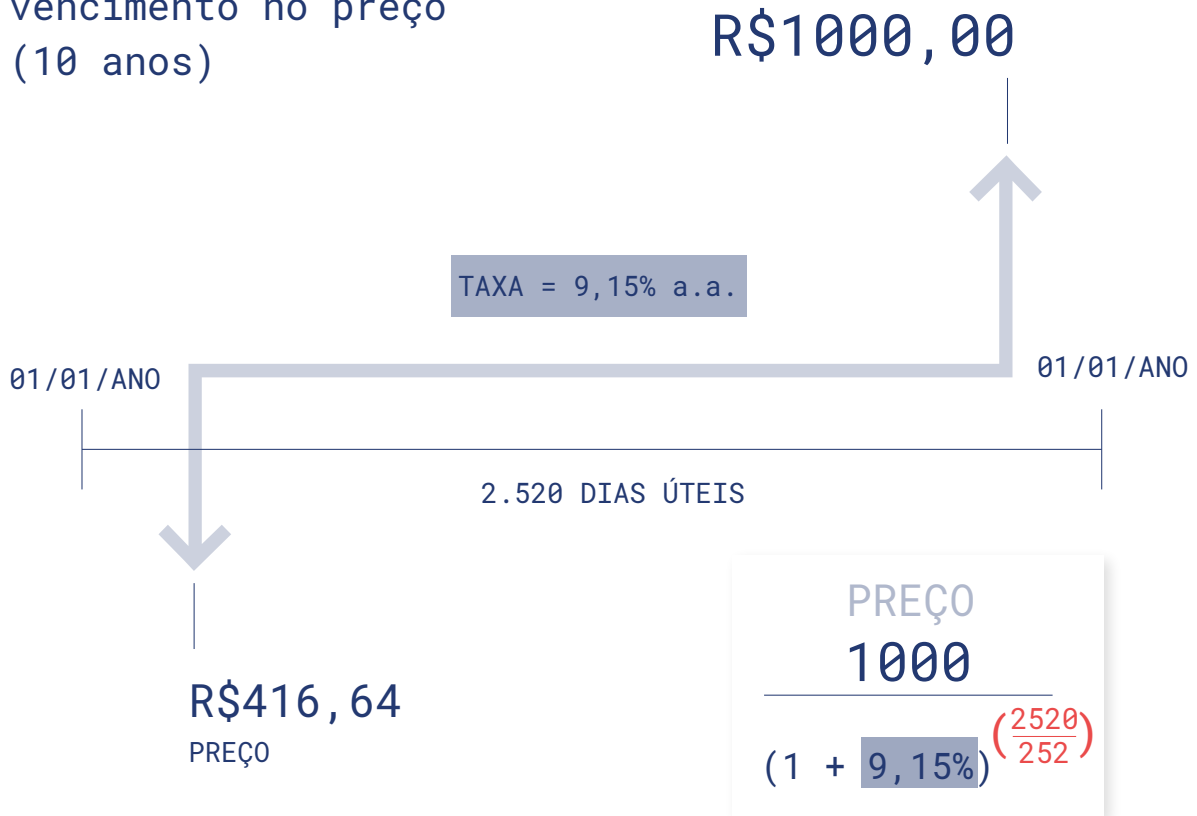 vencimento no preço
(10 anos)
R$1000,00
TAXA = 9,15% a.a.
01/01/ANO
01/01/ANO
2.520 DIAS ÚTEIS
R$416,64
PREÇO
PREÇO
1000
(1 + 9,15%)(2520/252)